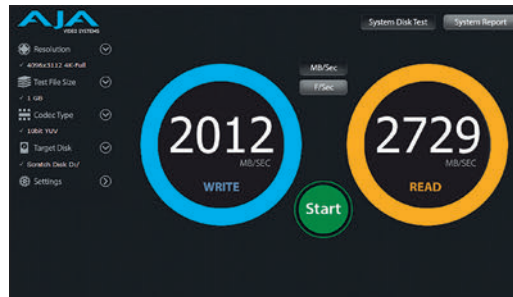 AJA
VIDEO SYSTEMS
System Disk Test
System Report
Resolution
✓ 4096x3112 4K-Full
Test File Size
✓ 1 GB
Codec Type
✓ 10bit YUV
Target Disk
✓ Scratch Disk D:/
Settings
MB/Sec
F/Sec
2012
MB/SEC
WRITE
2729
MB/SEC
READ
Start